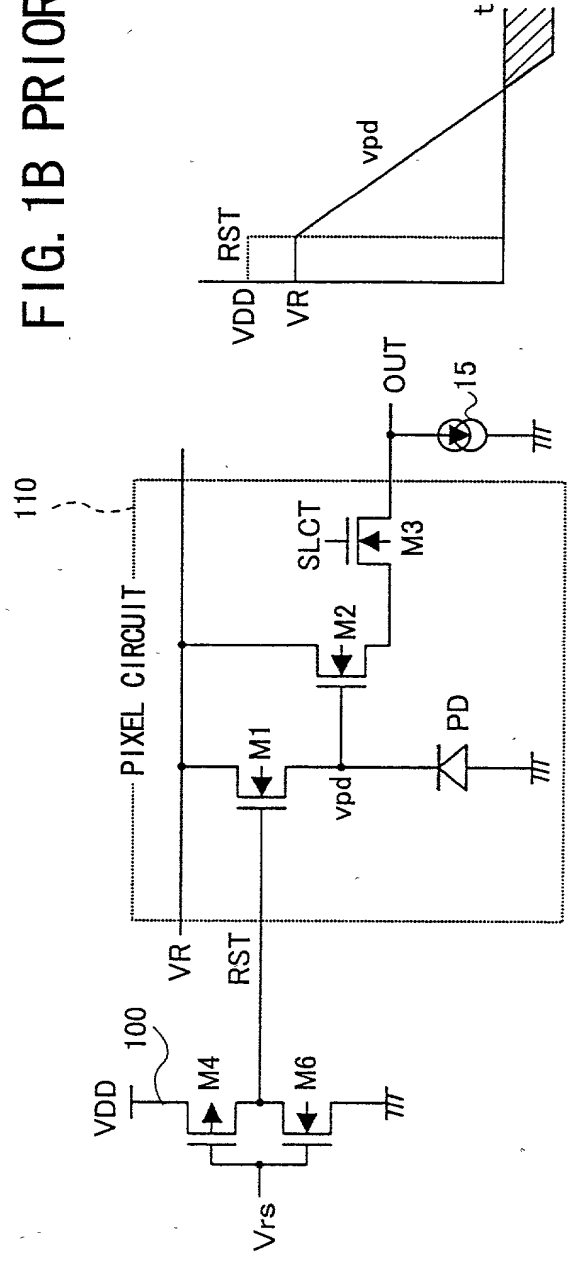 FIG. 1B PRIOR
VDD
RST
VR
vpd
t
110
PIXEL CIRCUIT
VR
RST
M1
vpd
PD
M2
SLCT
M3
OUT
15
VDD
100
M4
M6
Vrs